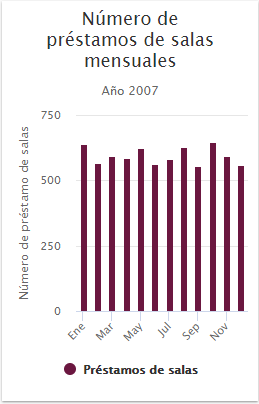 Número de
préstamos de salas
mensuales
Año 2007
Número de préstamo de salas
750
500
250
0
Ene
Mar
May
Jul
Sep
Nov
Préstamos de salas